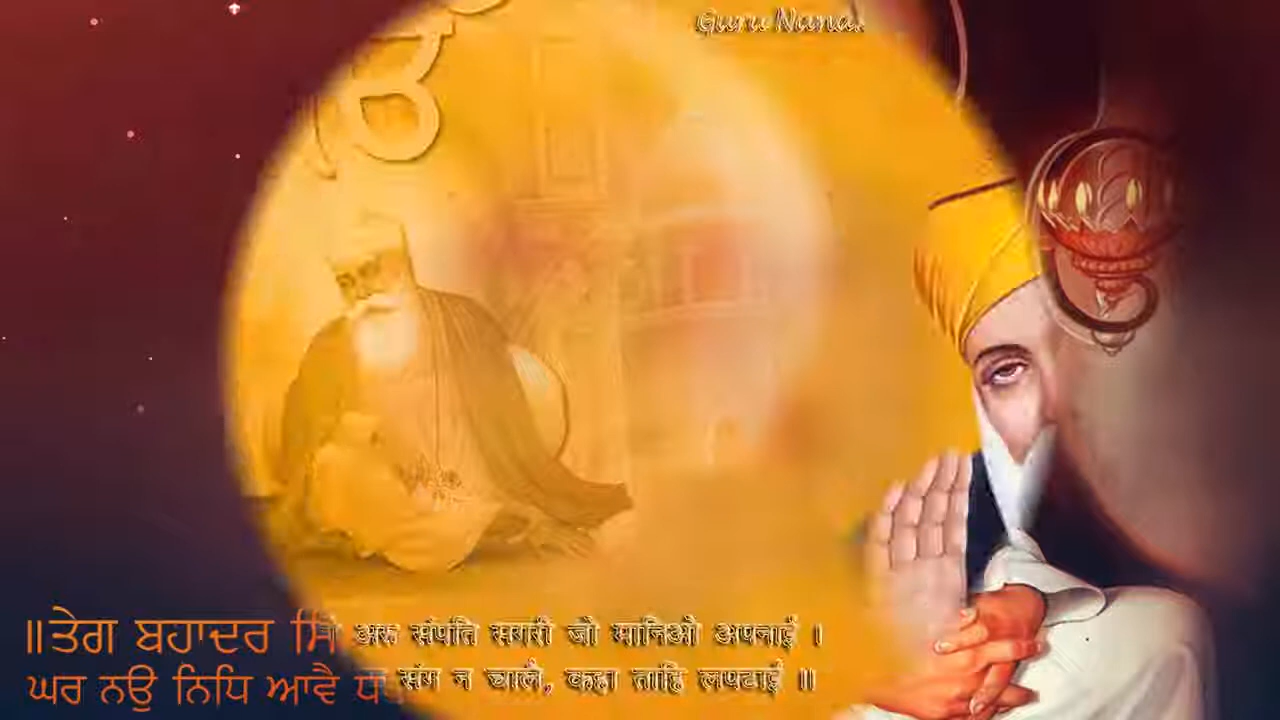 Guru Nana
॥ਤੇਗ ਬਹਾਦਰ ਸਿ अरु संपति सगरी जो मानिओ अपनाई ।
ਘਰ ਨਉ ਨਿਧਿ ਆਵੈ ਧ संग न चालै, कहा ताहि लपटाई ॥